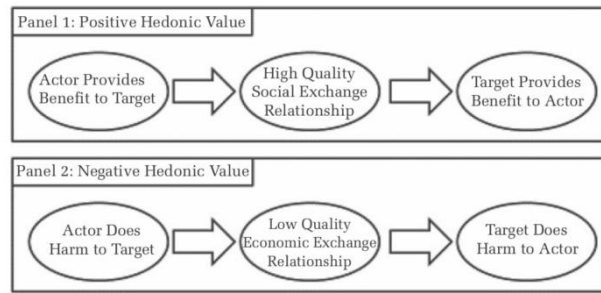 Panel 1: Positive Hedonic Value
Actor Provides
Benefit to Target
High Quality
Social Exchange
Relationship
Target Provides
Benefit to Actor
Panel 2: Negative Hedonic Value
Actor Does
Harm to Target
Low Quality
Economic Exchange
Relationship
Target Does
Harm to Actor